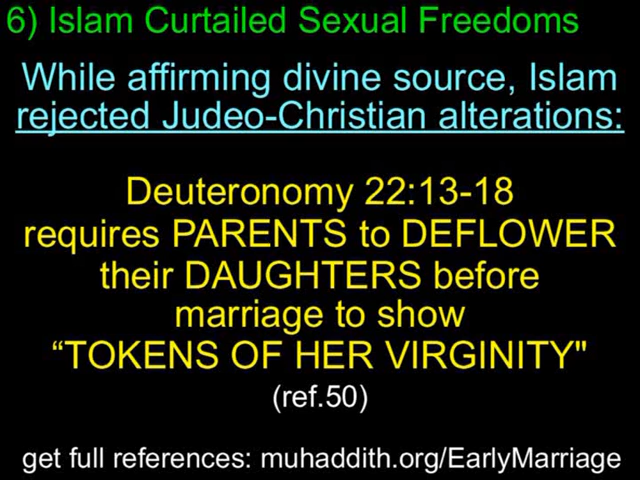 6) Islam Curtailed Sexual Freedoms
While affirming divine source, Islam
rejected Judeo-Christian alterations:
Deuteronomy 22:13-18
requires PARENTS to DEFLOWER
their DAUGHTERS before
marriage to show
“TOKENS OF HER VIRGINITY"
(ref.50)
get full references: muhaddith.org/EarlyMarriage